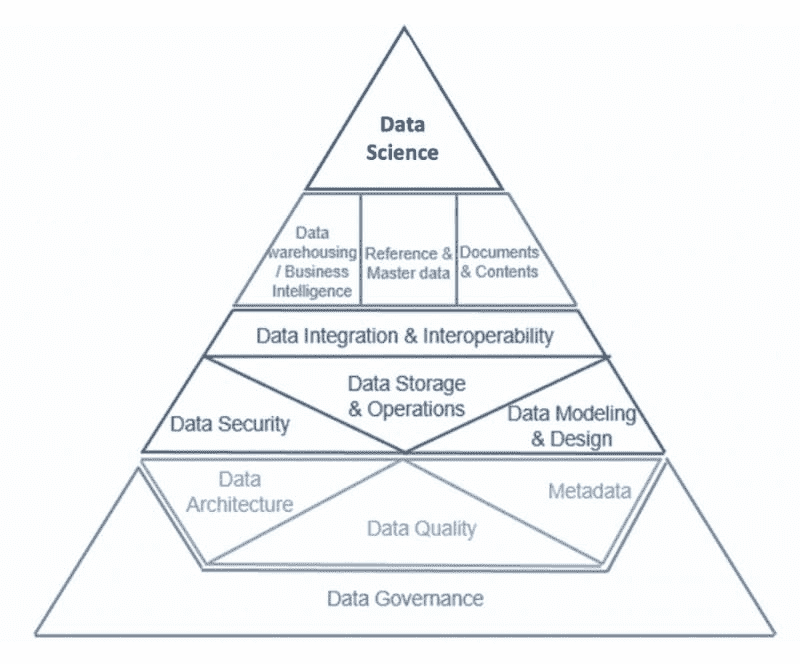 Data
Science
Data
warehousing
/ Business
Intelligence
Reference &
Master data
Documents
& Contents
Data Integration & Interoperability
Data Storage
& Operations
Data Security
Data Modeling
& Design
Data
Architecture
Metadata
Data Quality
Data Governance